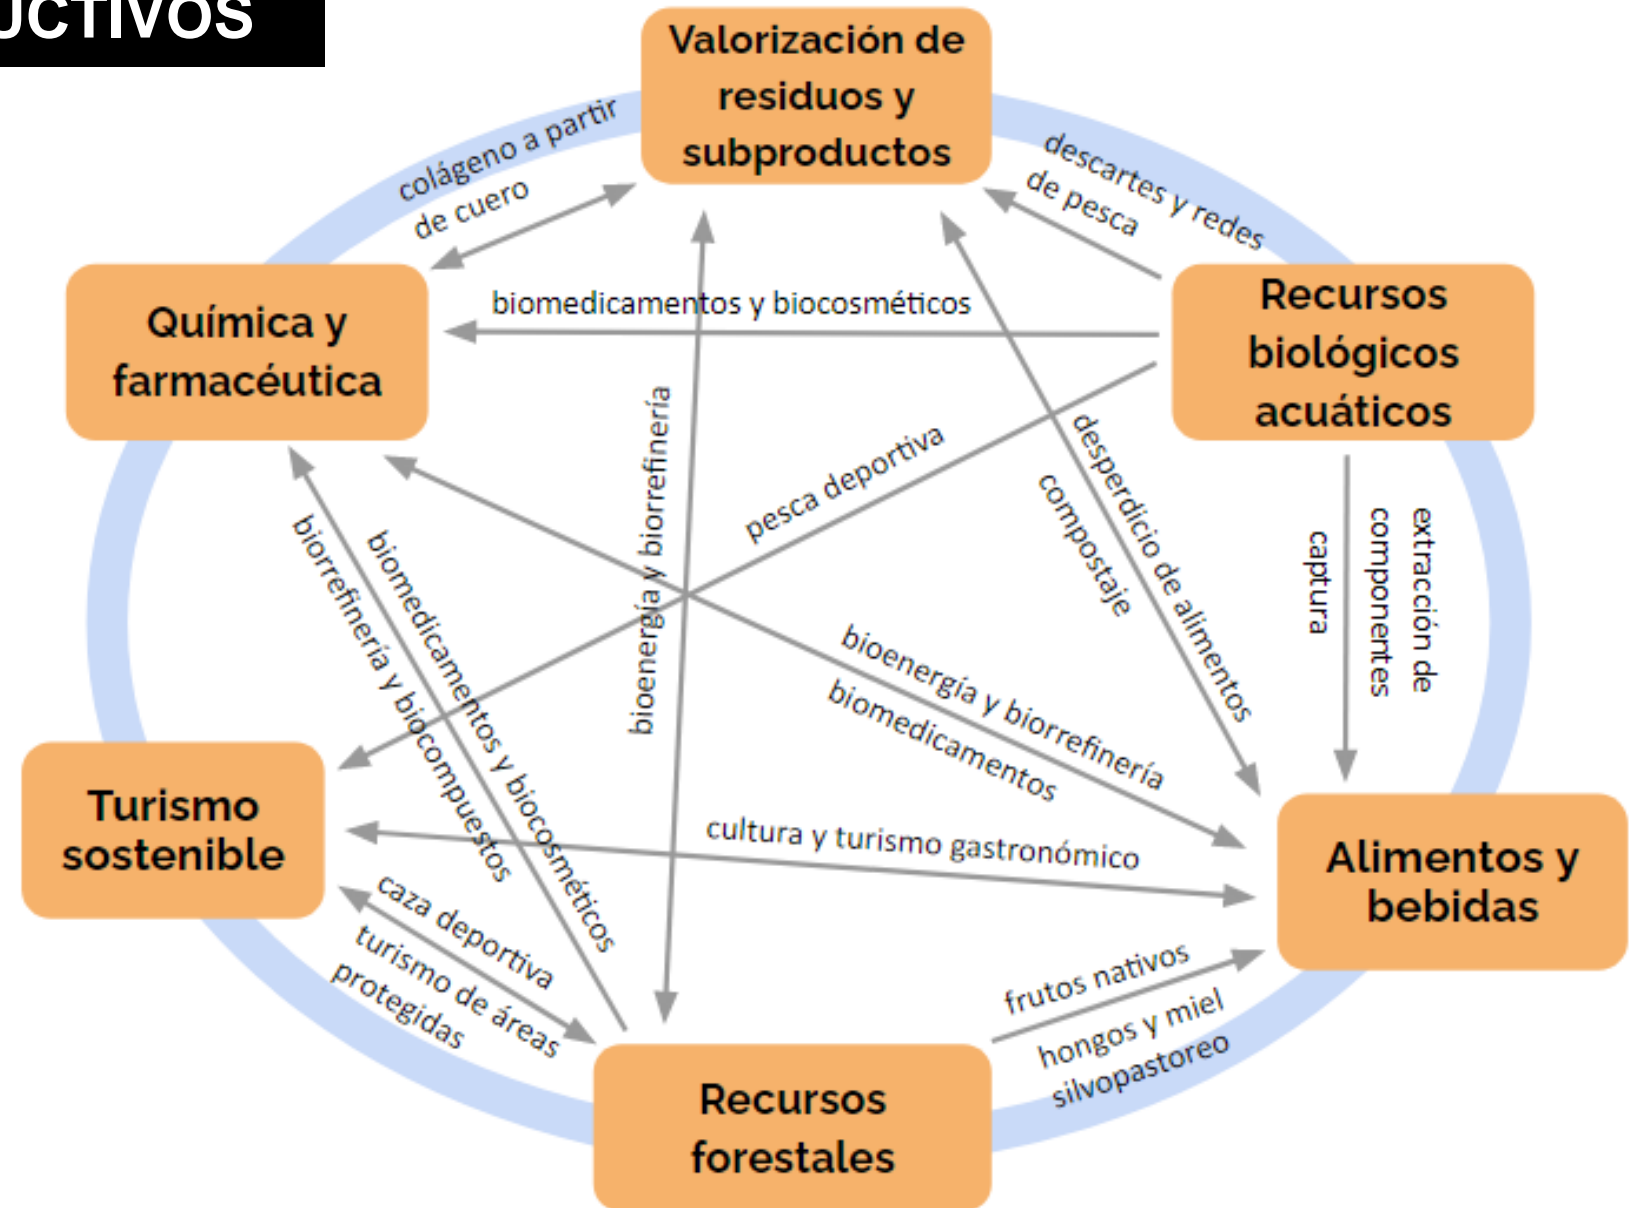 UCTIVOS
Valorización de
residuos y
subproductos
colágeno a partir
de cuero
descartes y redes
de pesca
Química y
farmacéutica
biomedicamentos y biocosméticos
Recursos
biológicos
acuáticos
bioenergía y biorrefinería
pesca deportiva
desperdicio de alimentos
compostaje
extracción de
componentes
captura
biorrefinería y biocompuestos
biomedicamentos y biocosméticos
bioenergía y biorrefinería
biomedicamentos
Turismo
sostenible
cultura y turismo gastronómico
Alimentos y
bebidas
caza deportiva
turismo de áreas
protegidas
frutos nativos
hongos y miel
silvopastoreo
Recursos
forestales